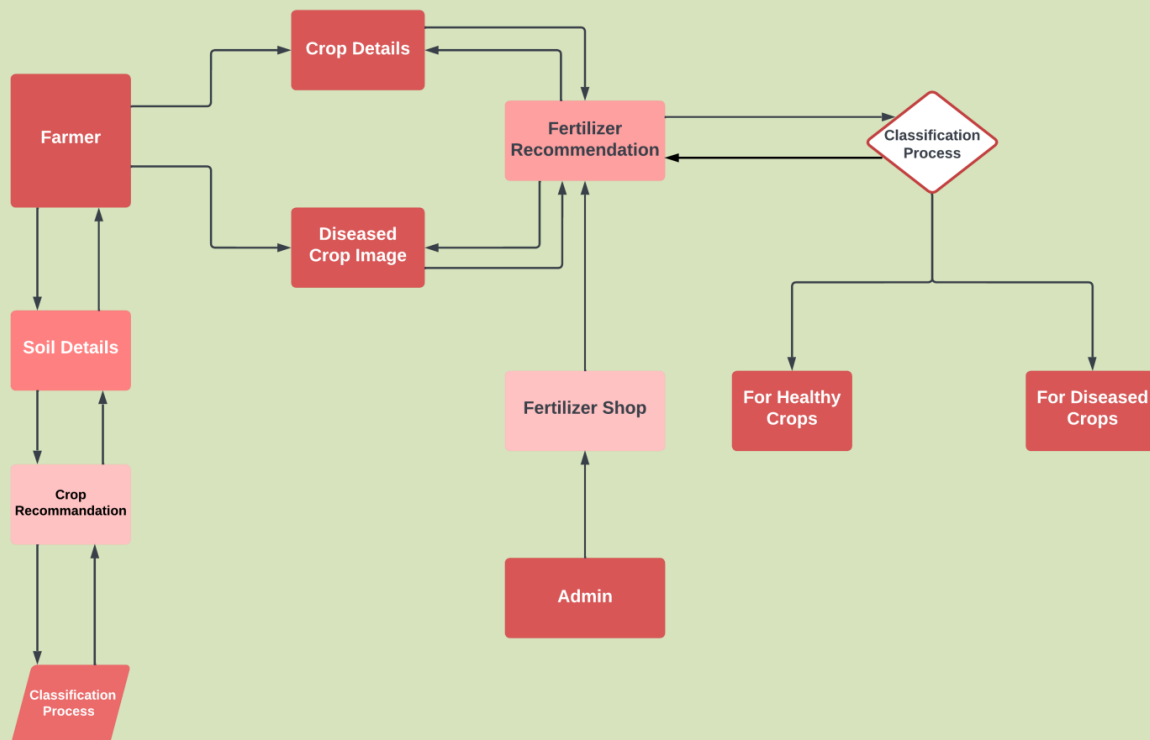 Crop Details
Farmer
Fertilizer
Recommendation
Classification
Process
Diseased
Crop Image
Soil Details
Fertilizer Shop
For Healthy
Crops
For Diseased
Crops
Crop
Recommandation
Admin
Classification
Process